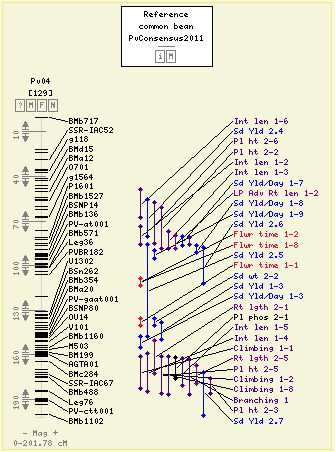 Reference
common bean
PvConsensus2011
i M
Pv04
[129]
? M F N
BMb717
SSR-IAC52
g118
BMd15
BMa12
O701
g1564
P1601
BMb1527
BSNP14
BMb136
PV-at001
BMb571
Leg36
PVBR182
V1302
BSn262
BMb354
BMa20
PV-gaat001
BSNP80
OU14
V101
BMb1160
M503
BM199
AGTA01
BMc284
SSR-IAC67
BMb488
Leg76
PV-ctt001
BMb1102
10
40
70
100
130
160
190
Int len 1-6
Sd Yld 2.4
Pl ht 2-6
Pl ht 2-2
Int len 1-2
Int len 1-3
Sd Yld/Day 1-7
LP Adv Rt len 1-2
Sd Yld/Day 1-8
Sd Yld/Day 1-9
Sd Yld 2.6
Flwr time 1-2
Flwr time 1-8
Sd Yld 2.5
Flwr time 1-1
Sd wt 2-2
Sd Yld 1-3
Sd Yld/Day 1-3
Rt lgth 2-1
Pl phos 2-1
Int len 1-5
Int len 1-4
Climbing 1-1
Rt lgth 2-5
Pl ht 2-5
Climbing 1-2
Climbing 1-8
Branching 1
Pl ht 2-3
Sd Yld 2.7
- Mag +
0-201.78 cM